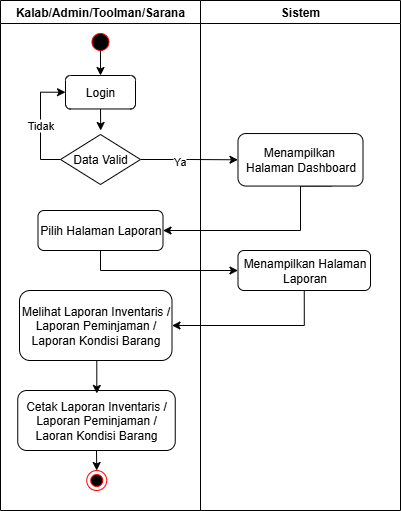 Kalab/Admin/Toolman/Sarana
Sistem
Login
Tidak
Data Valid
Ya
Menampilkan
Halaman Dashboard
Pilih Halaman Laporan
Menampilkan Halaman
Laporan
Melihat Laporan Inventaris /
Laporan Peminjaman /
Laporan Kondisi Barang
Cetak Laporan Inventaris /
Laporan Peminjaman /
Laoran Kondisi Barang